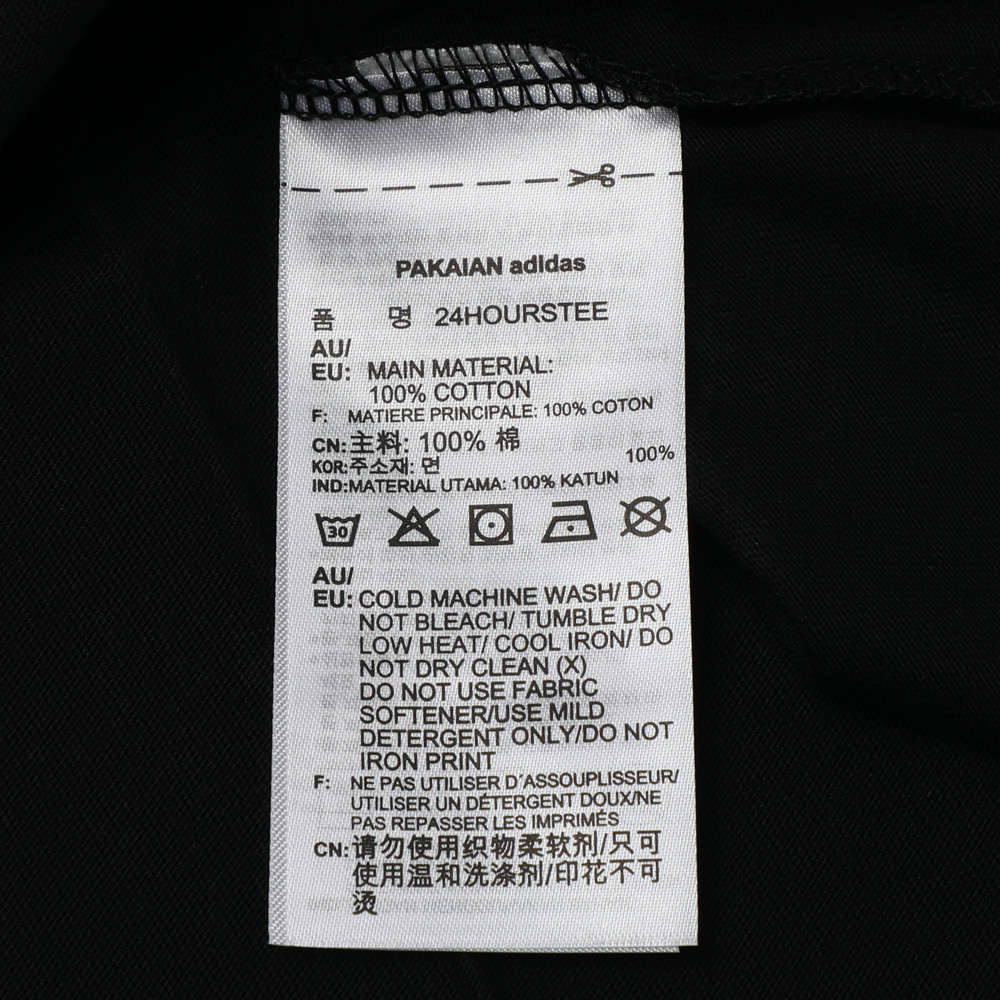 PAKAIAN adidas
품 명 24HOURSTEE
AU/
EU: MAIN MATERIAL:
100% COTTON
F: MATIERE PRINCIPALE: 100% COTON
CN:主料: 100% 棉
KOR:주소재: 면 100%
IND:MATERIAL UTAMA: 100% KATUN
30
AU/
EU: COLD MACHINE WASH/ DO
NOT BLEACH/ TUMBLE DRY
LOW HEAT/ COOL IRON/ DO
NOT DRY CLEAN (X)
DO NOT USE FABRIC
SOFTENER/USE MILD
DETERGENT ONLY/DO NOT
IRON PRINT
F: NE PAS UTILISER D'ASSOUPLISSEUR/
UTILISER UN DÉTERGENT DOUX/NE
PAS REPASSER LES IMPRIMÉS
CN:请勿使用织物柔软剂/只可
使用温和洗涤剂/印花不可
烫